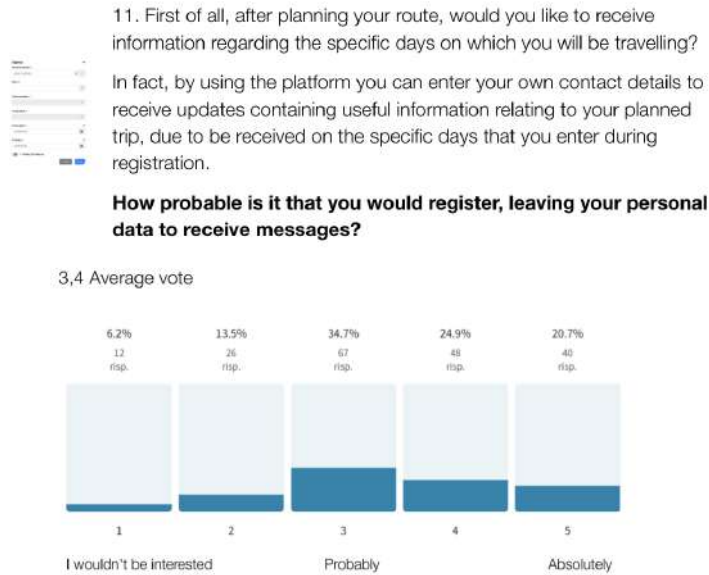 11. First of all, after planning your route, would you like to receive
information regarding the specific days on which you will be travelling?
In fact, by using the platform you can enter your own contact details to
receive updates containing useful information relating to your planned
trip, due to be received on the specific days that you enter during
registration.
How probable is it that you would register, leaving your personal
data to receive messages?
3,4 Average vote
6.2% 13.5% 34.7% 24.9% 20.7%
12 26 67 48 40
risp. risp. risp. risp. risp.
1 2 3 4 5
I wouldn't be interested Probably Absolutely